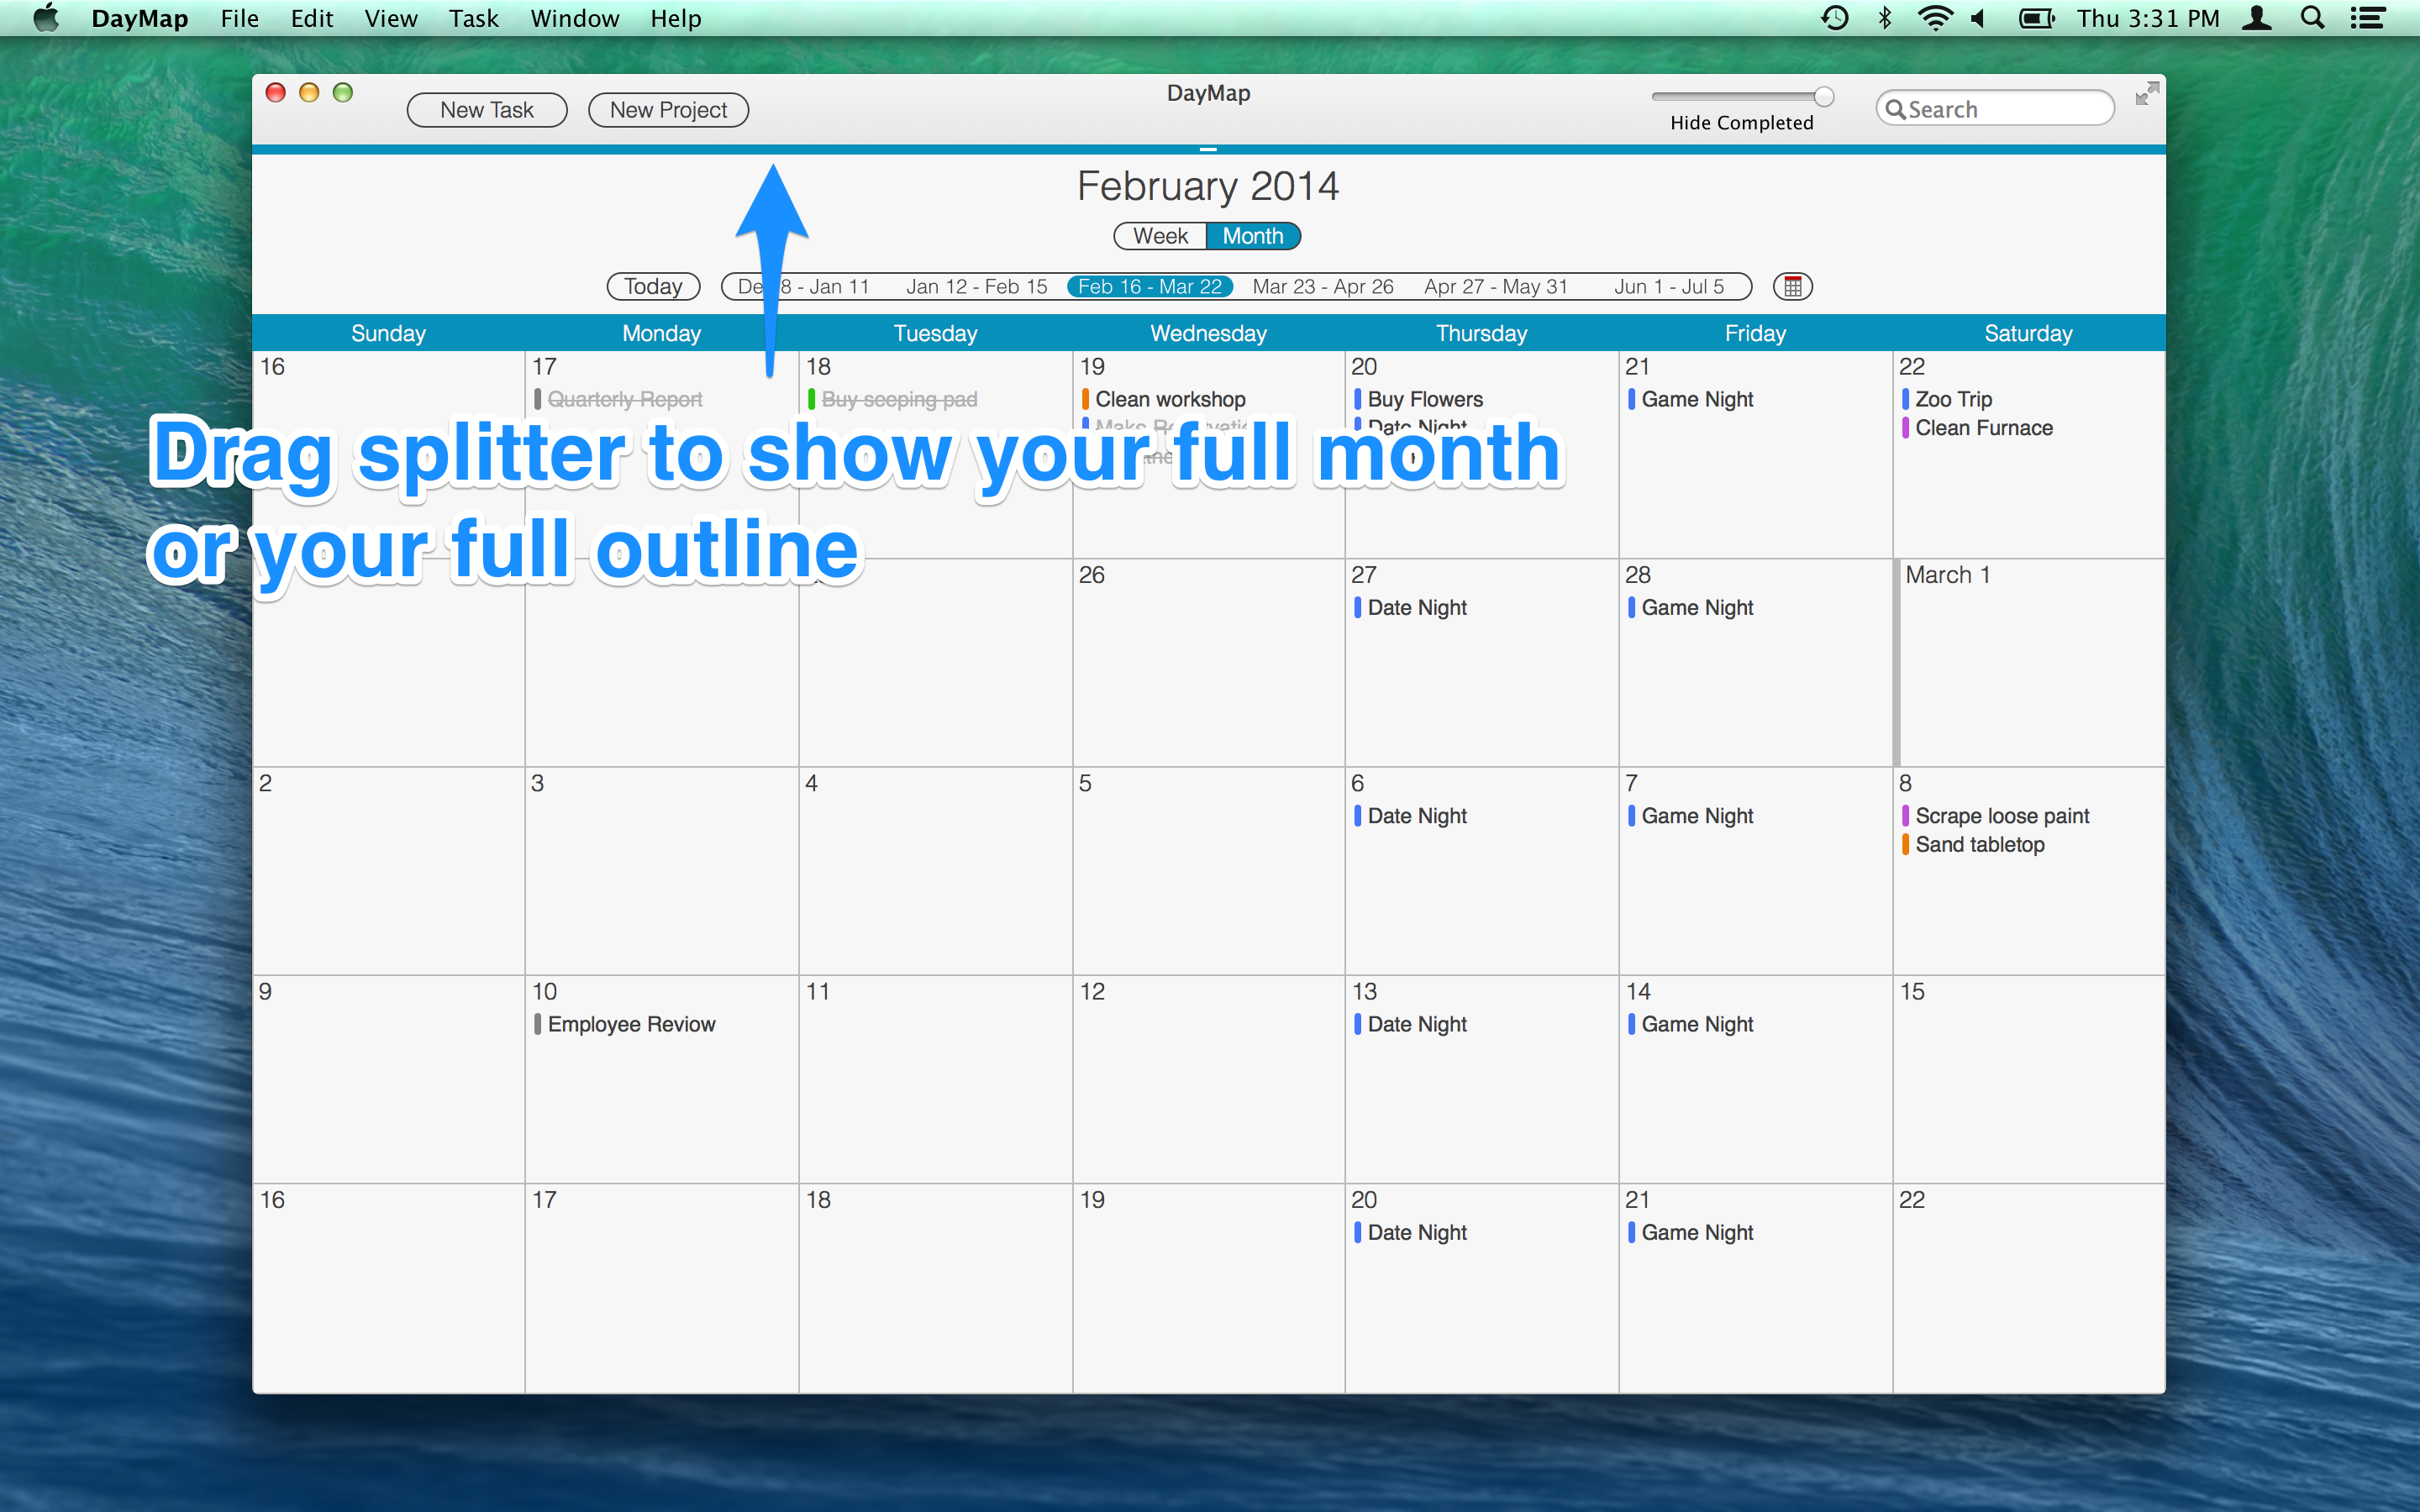 DayMap File Edit View Task Window Help Thu 3:31 PM
DayMap
New Task New Project Hide Completed Search
February 2014
Week Month
Today 8 - Jan 11 Jan 12 - Feb 15 Feb 16 - Mar 22 Mar 23 - Apr 26 Apr 27 - May 31 Jun 1 - Jul 5
Sunday Monday Tuesday Wednesday Thursday Friday Saturday
16 17 18 19 20 21 22
Quarterly Report Buy seeping pad Clean workshop Buy Flowers Game Night Zoo Trip
Date Night Clean Furnace
Drag splitter to show your full month
or your full outline
26 27 28 March 1
Date Night Game Night
2 3 4 5 6 7 8
Date Night Game Night Scrape loose paint
Sand tabletop
9 10 11 12 13 14 15
Employee Reviow Date Night Game Night
16 17 18 19 20 21 22
Date Night Game Night